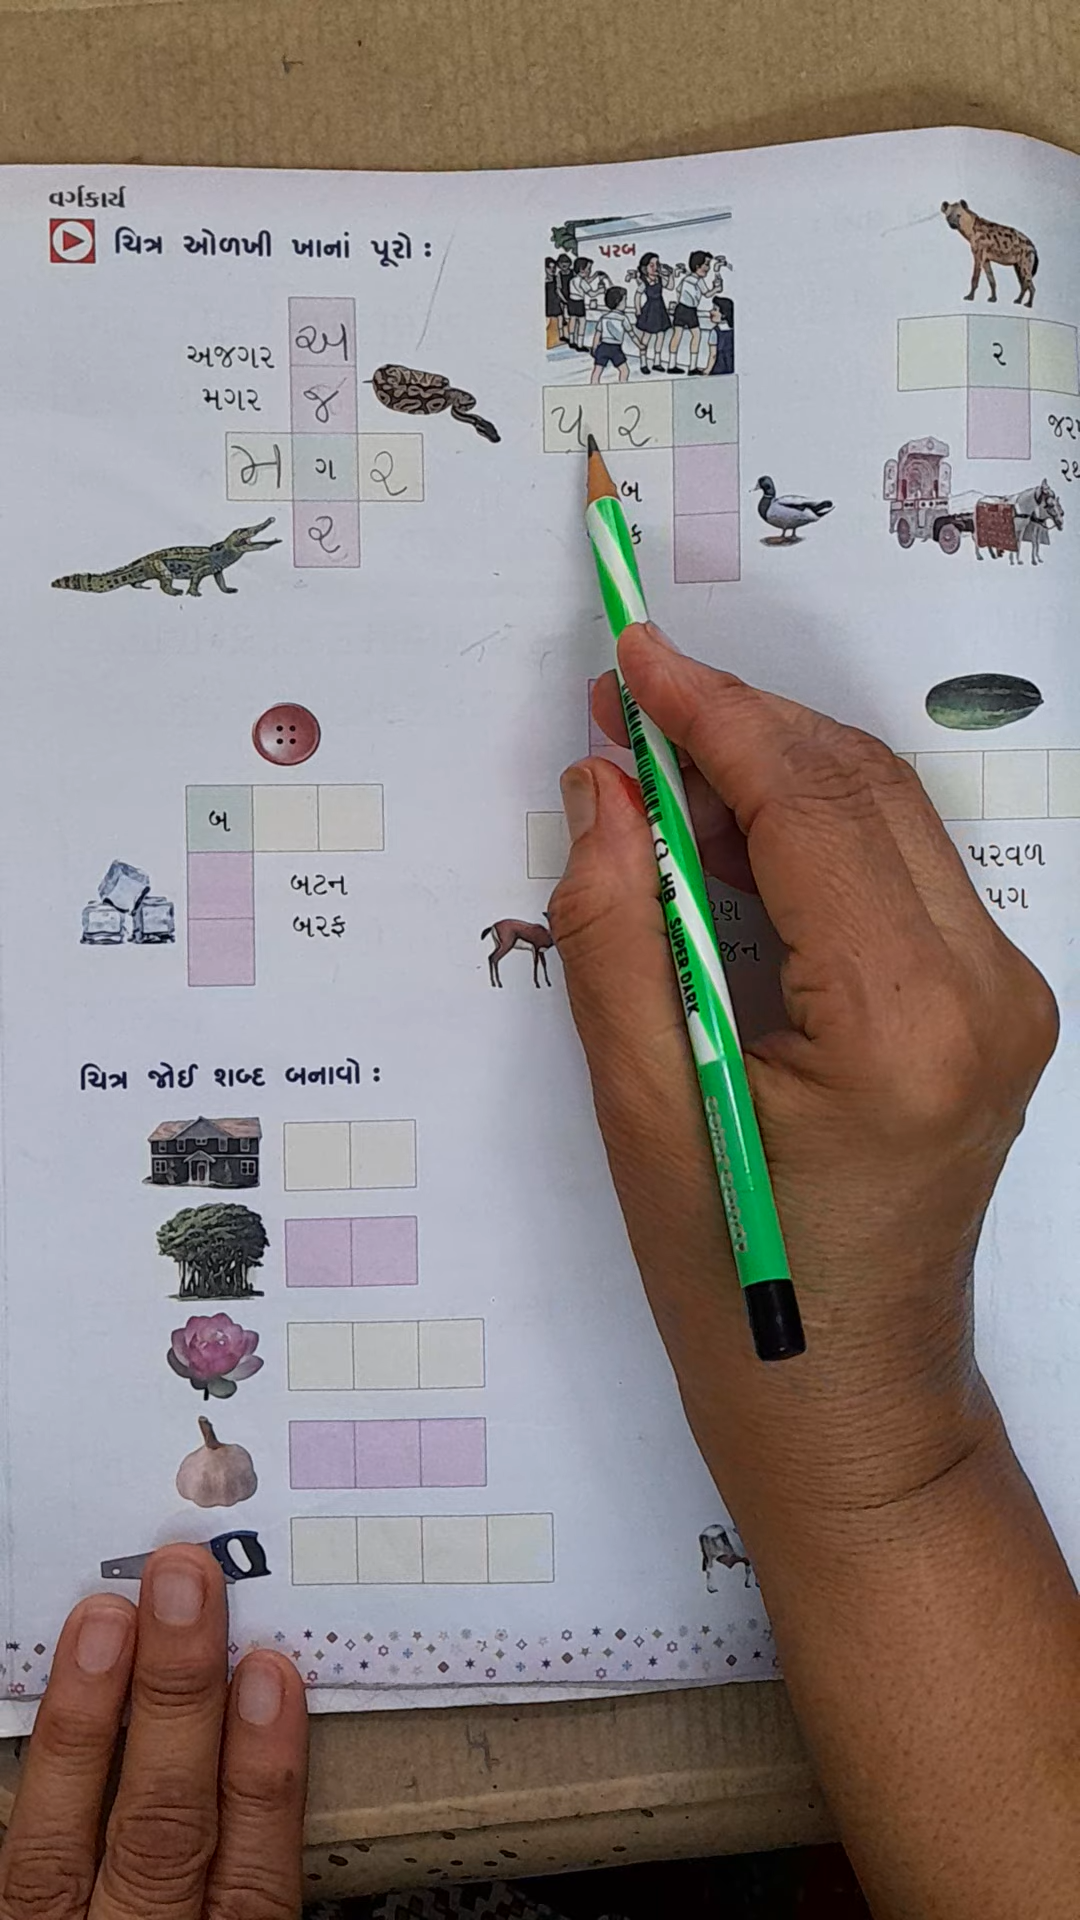 વર્ગકાર્ય
ચિત્ર ઓળખી ખાનાં પૂરો :
અજગર
મગર
અ
જ
મ ગ ર
ર
પરબ
પ ર બ
બ
ક
ર
બ
બટન
બરફ
પરવળ
પગ
ચિત્ર જોઈ શબ્દ બનાવો :
HB SUPER DARK